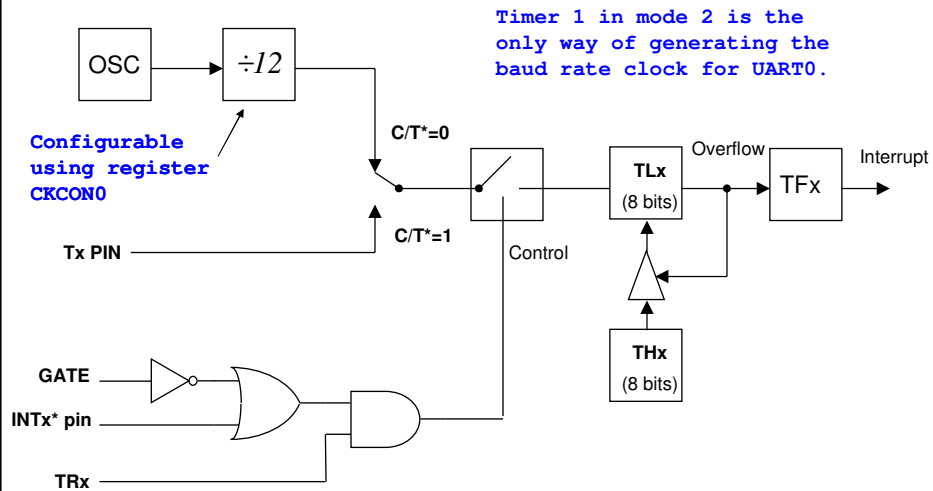 Timer 1 in mode 2 is the
only way of generating the
baud rate clock for UART0.
OSC
÷12
Configurable
using register
CKCON0
C/T*=0
C/T*=1
Tx PIN
Control
TLx
(8 bits)
Overflow
TFx
Interrupt
THx
(8 bits)
GATE
INTx* pin
TRx